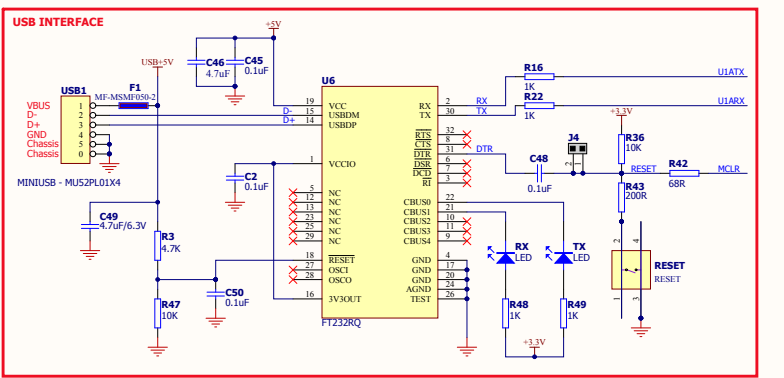 USB INTERFACE
+5V
USB+5V
C46
4.7uF
C45
0.1uF
F1
MF-MSMF050-2
USB1
VBUS 1
D- 2
D+ 3
GND 4
Chassis 5
Chassis 0
MINIUSB - MU52PL01X4
C49
4.7uF/6.3V
R3
4.7K
R47
10K
C2
0.1uF
C50
0.1uF
D-
D+
U6
19 VCC
15 USBDM
14 USBDP
1 VCCIO
5 NC
12 NC
13 NC
23 NC
25 NC
29 NC
18 RESET
27 OSCI
28 OSCO
16 3V3OUT
RX 2
TX 30
RTS 32
CTS 8
DTR 31
DSR 6
DCD 7
RI 3
CBUS0 22
CBUS1 21
CBUS2 10
CBUS3 11
CBUS4 9
GND 4
GND 17
GND 20
AGND 24
TEST 26
FT232RQ
RX
TX
DTR
R16
1K
U1ATX
R22
1K
U1ARX
C48
0.1uF
J4
2 1
+3.3V
R36
10K
RESET
R42
68R
MCLR
R43
200R
2 4
RESET
RESET
1 3
RX
LED
TX
LED
R48
1K
R49
1K
+3.3V